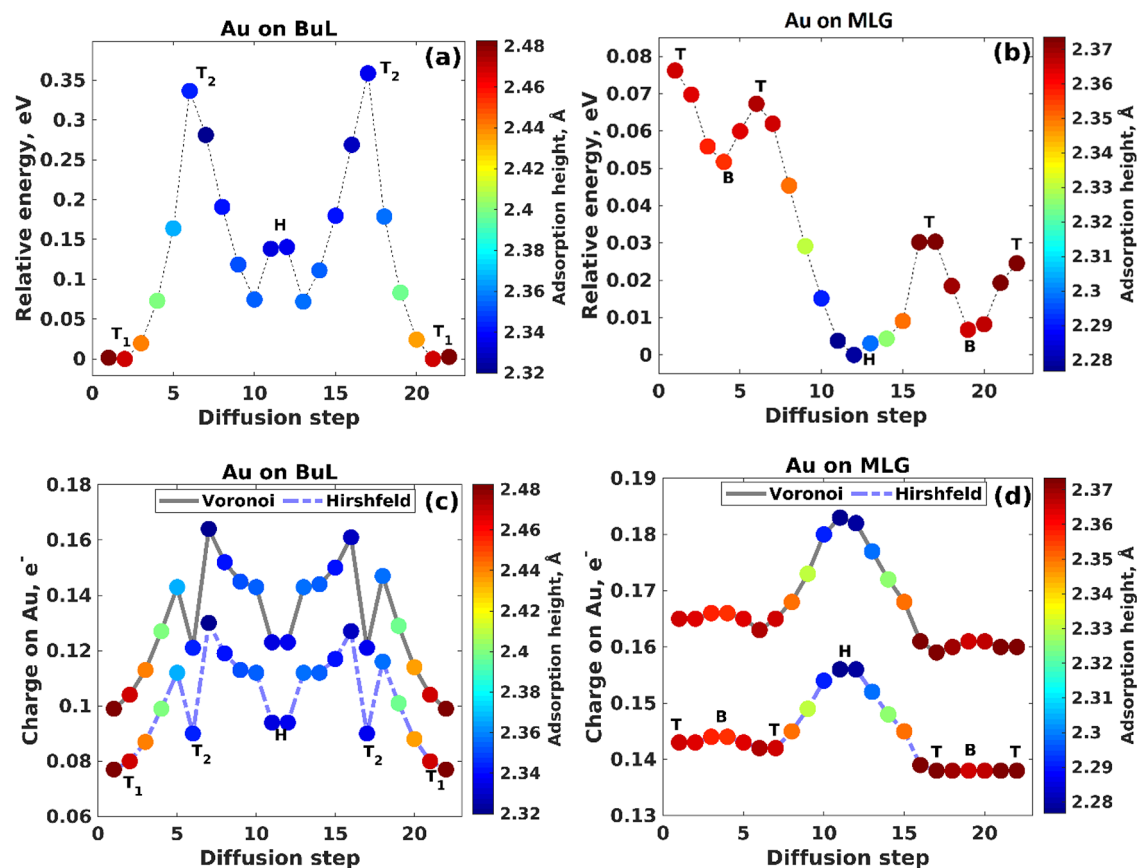 Au on BuL
(a)
Relative energy, eV
0.35
0.3
0.25
0.2
0.15
0.1
0.05
0
T2
T2
H
T1
T1
0 5 10 15 20
Diffusion step
2.48
2.46
2.44
2.42
2.4
2.38
2.36
2.34
2.32
Adsorption height, Å
Au on MLG
(b)
Relative energy, eV
0.08
0.07
0.06
0.05
0.04
0.03
0.02
0.01
0
T
T
B
T
T
H
B
0 5 10 15 20
Diffusion step
2.37
2.36
2.35
2.34
2.33
2.32
2.31
2.3
2.29
2.28
Adsorption height, Å
Au on BuL
Voronoi Hirshfeld
(c)
Charge on Au, e-
0.18
0.16
0.14
0.12
0.1
0.08
0.06
T1
T2
H
T2
T1
0 5 10 15 20
Diffusion step
2.48
2.46
2.44
2.42
2.4
2.38
2.36
2.34
2.32
Adsorption height, Å
Au on MLG
Voronoi Hirshfeld
(d)
Charge on Au, e-
0.19
0.18
0.17
0.16
0.15
0.14
0.13
H
T B T
T B T
0 5 10 15 20
Diffusion step
2.37
2.36
2.35
2.34
2.33
2.32
2.31
2.3
2.29
2.28
Adsorption height, Å